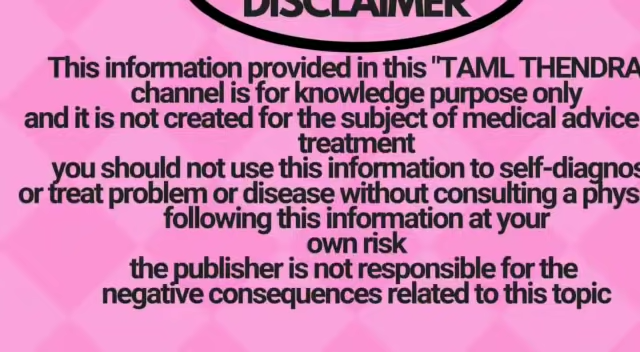 DISCLAIMER
This information provided in this "TAML THENDRA
channel is for knowledge purpose only
and it is not created for the subject of medical advice
treatment
you should not use this information to self-diagnos
or treat problem or disease without consulting a phys
following this information at your
own risk
the publisher is not responsible for the
negative consequences related to this topic